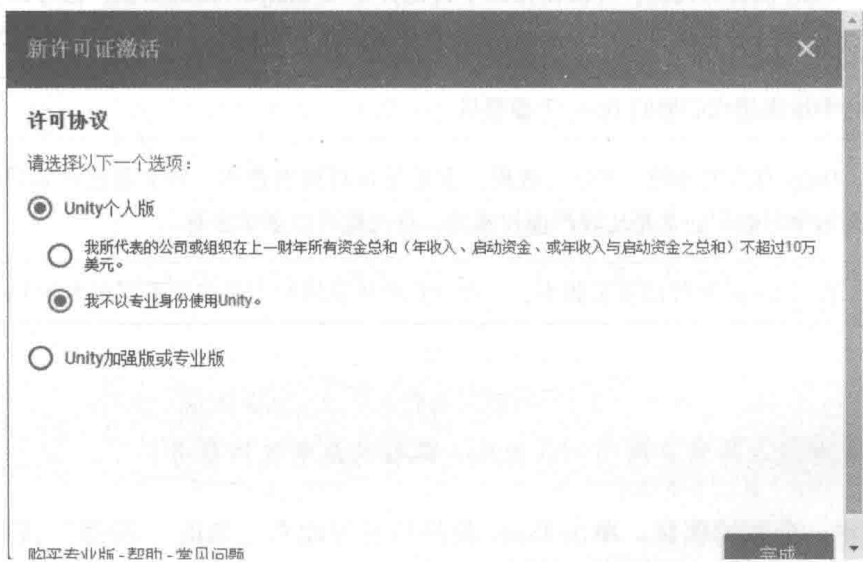 新许可证激活
许可协议
请选择以下一个选项：
Unity个人版
我所代表的公司或组织在上一财年所有资金总和（年收入、启动资金、或年收入与启动资金之总和）不超过10万
美元。
我不以专业身份使用Unity。
Unity加强版或专业版
购买专业版-帮助-常见问题
完成